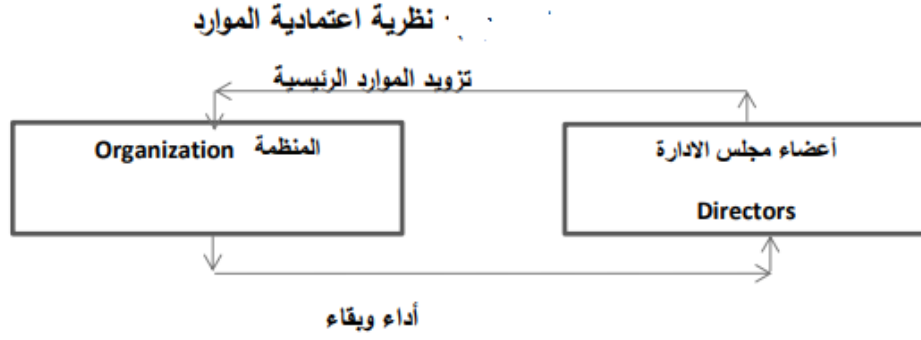 نظرية اعتمادية الموارد
تزويد الموارد الرئيسية
أعضاء مجلس الادارة
Directors
المنظمة Organization
أداء وبقاء